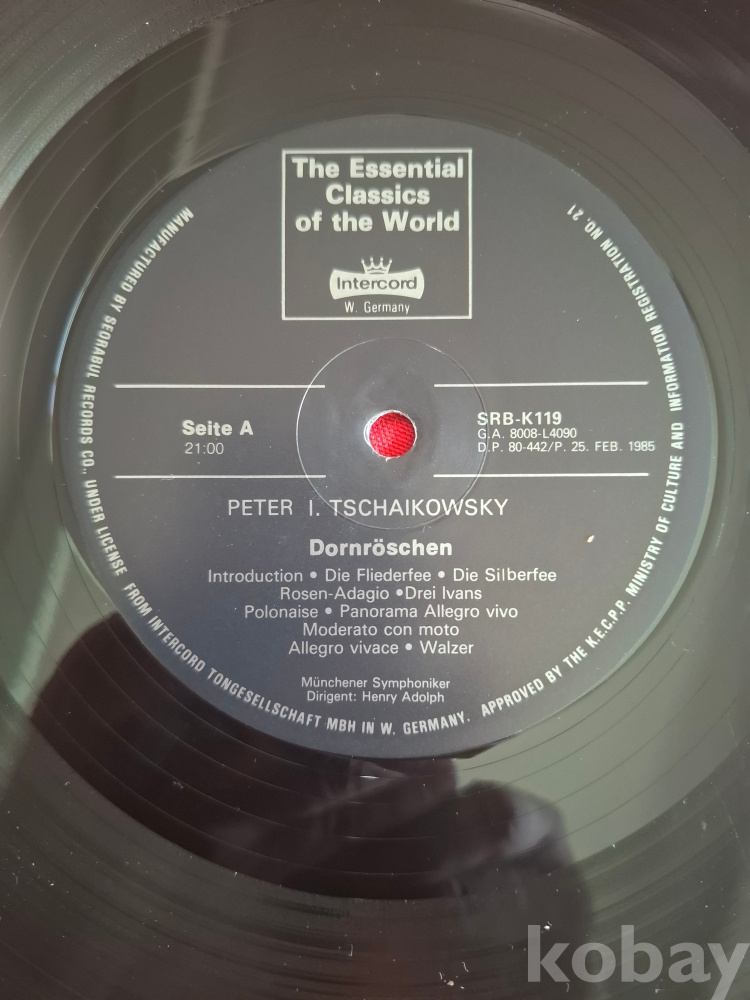 The Essential
Classics
of the World
Intercord
W. Germany
Seite A
21:00
SRB-K119
G.A. 8008-L4090
D.P. 80-442/P. 25. FEB. 1985
PETER I. TSCHAIKOWSKY
Dornröschen
Introduction • Die Fliederfee • Die Silberfee
Rosen-Adagio •Drei Ivans
Polonaise • Panorama Allegro vivo
Moderato con moto
Allegro vivace • Walzer
Münchener Symphoniker
Dirigent: Henry Adolph
MANUFACTURED BY SEORABUL RECORDS CO., UNDER LICENSE FROM INTERCORD TONGESELLSCHAFT MBH IN W. GERMANY. APPROVED BY THE K.E.C.P.P. MINISTRY OF CULTURE AND INFORMATION REGISTRATION NO. 21
kobay